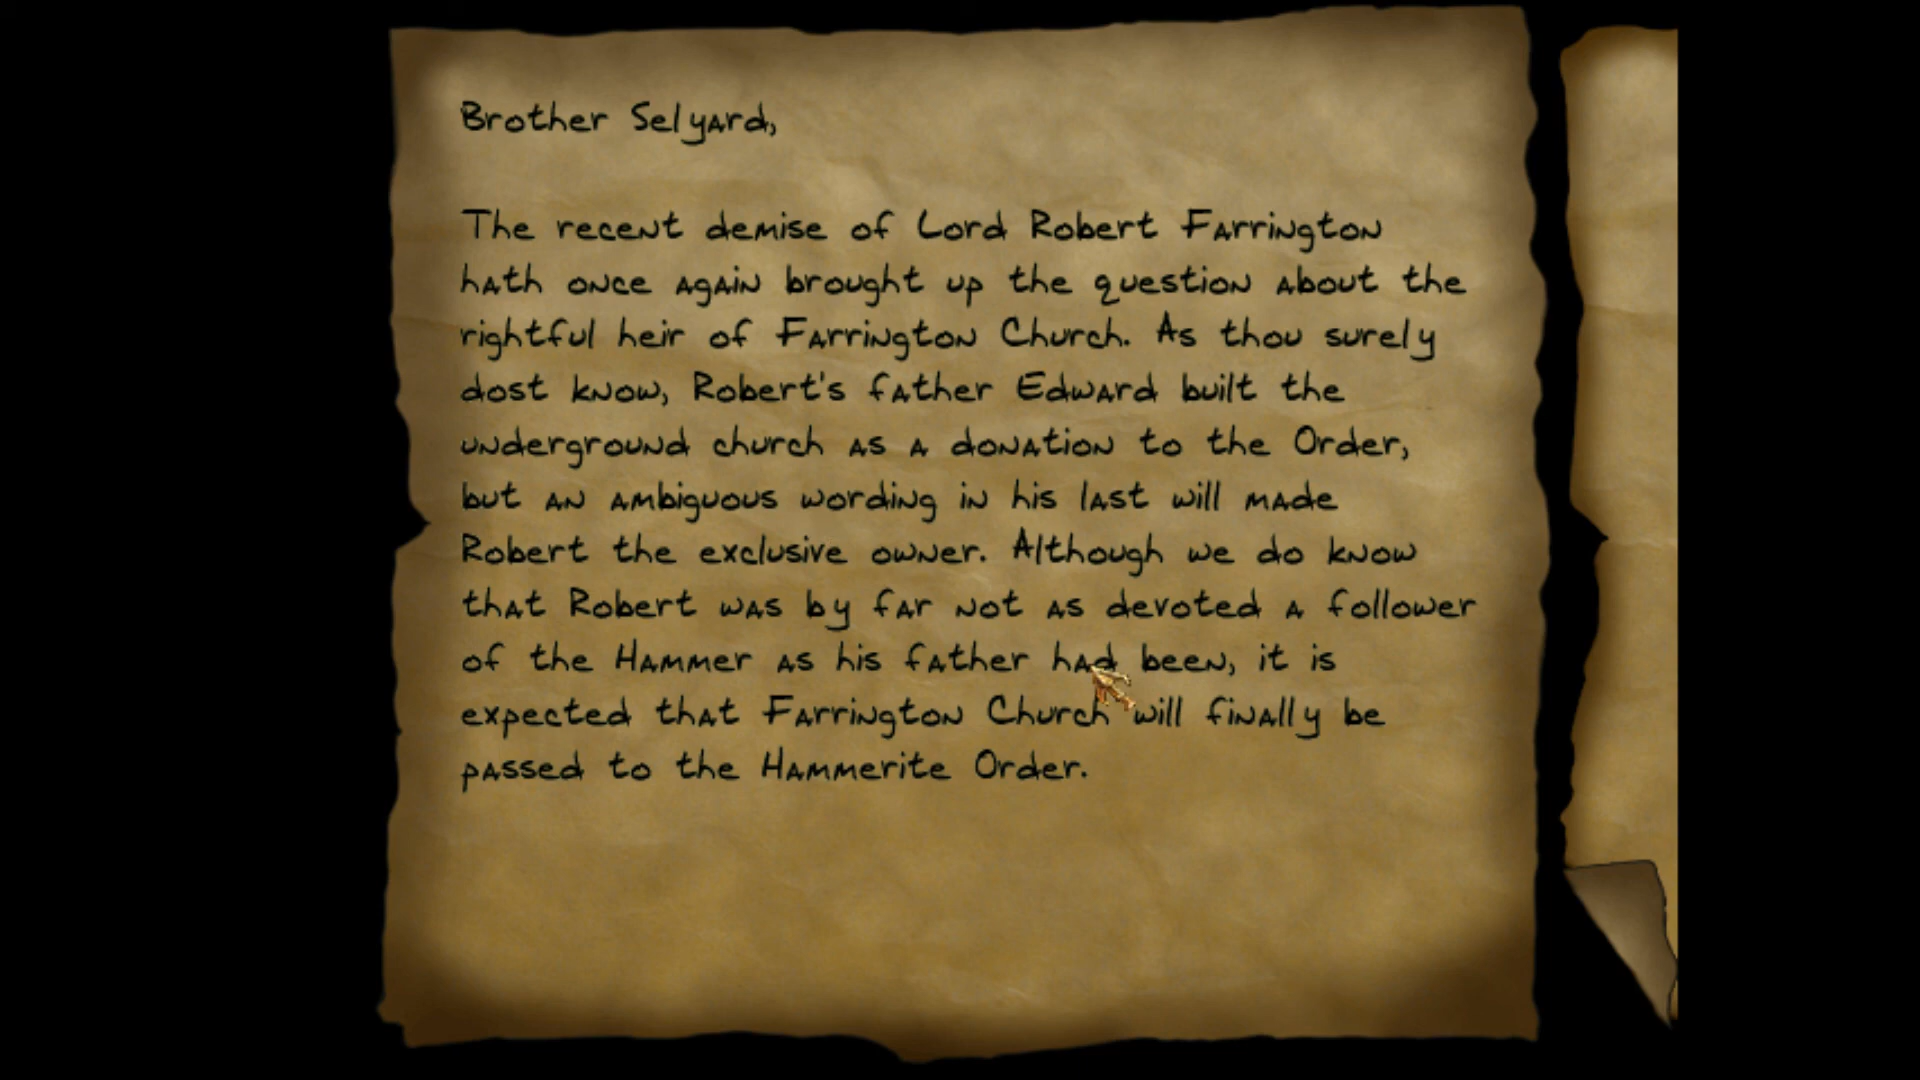 Brother Selyard,
The recent demise of Lord Robert Farrington
hath once again brought up the question about the
rightful heir of Farrington Church. As thou surely
dost know, Robert's father Edward built the
underground church as a donation to the Order,
but an ambiguous wording in his last will made
Robert the exclusive owner. Although we do know
that Robert was by far not as devoted a follower
of the Hammer as his father had been, it is
expected that Farrington Church will finally be
passed to the Hammerite Order.